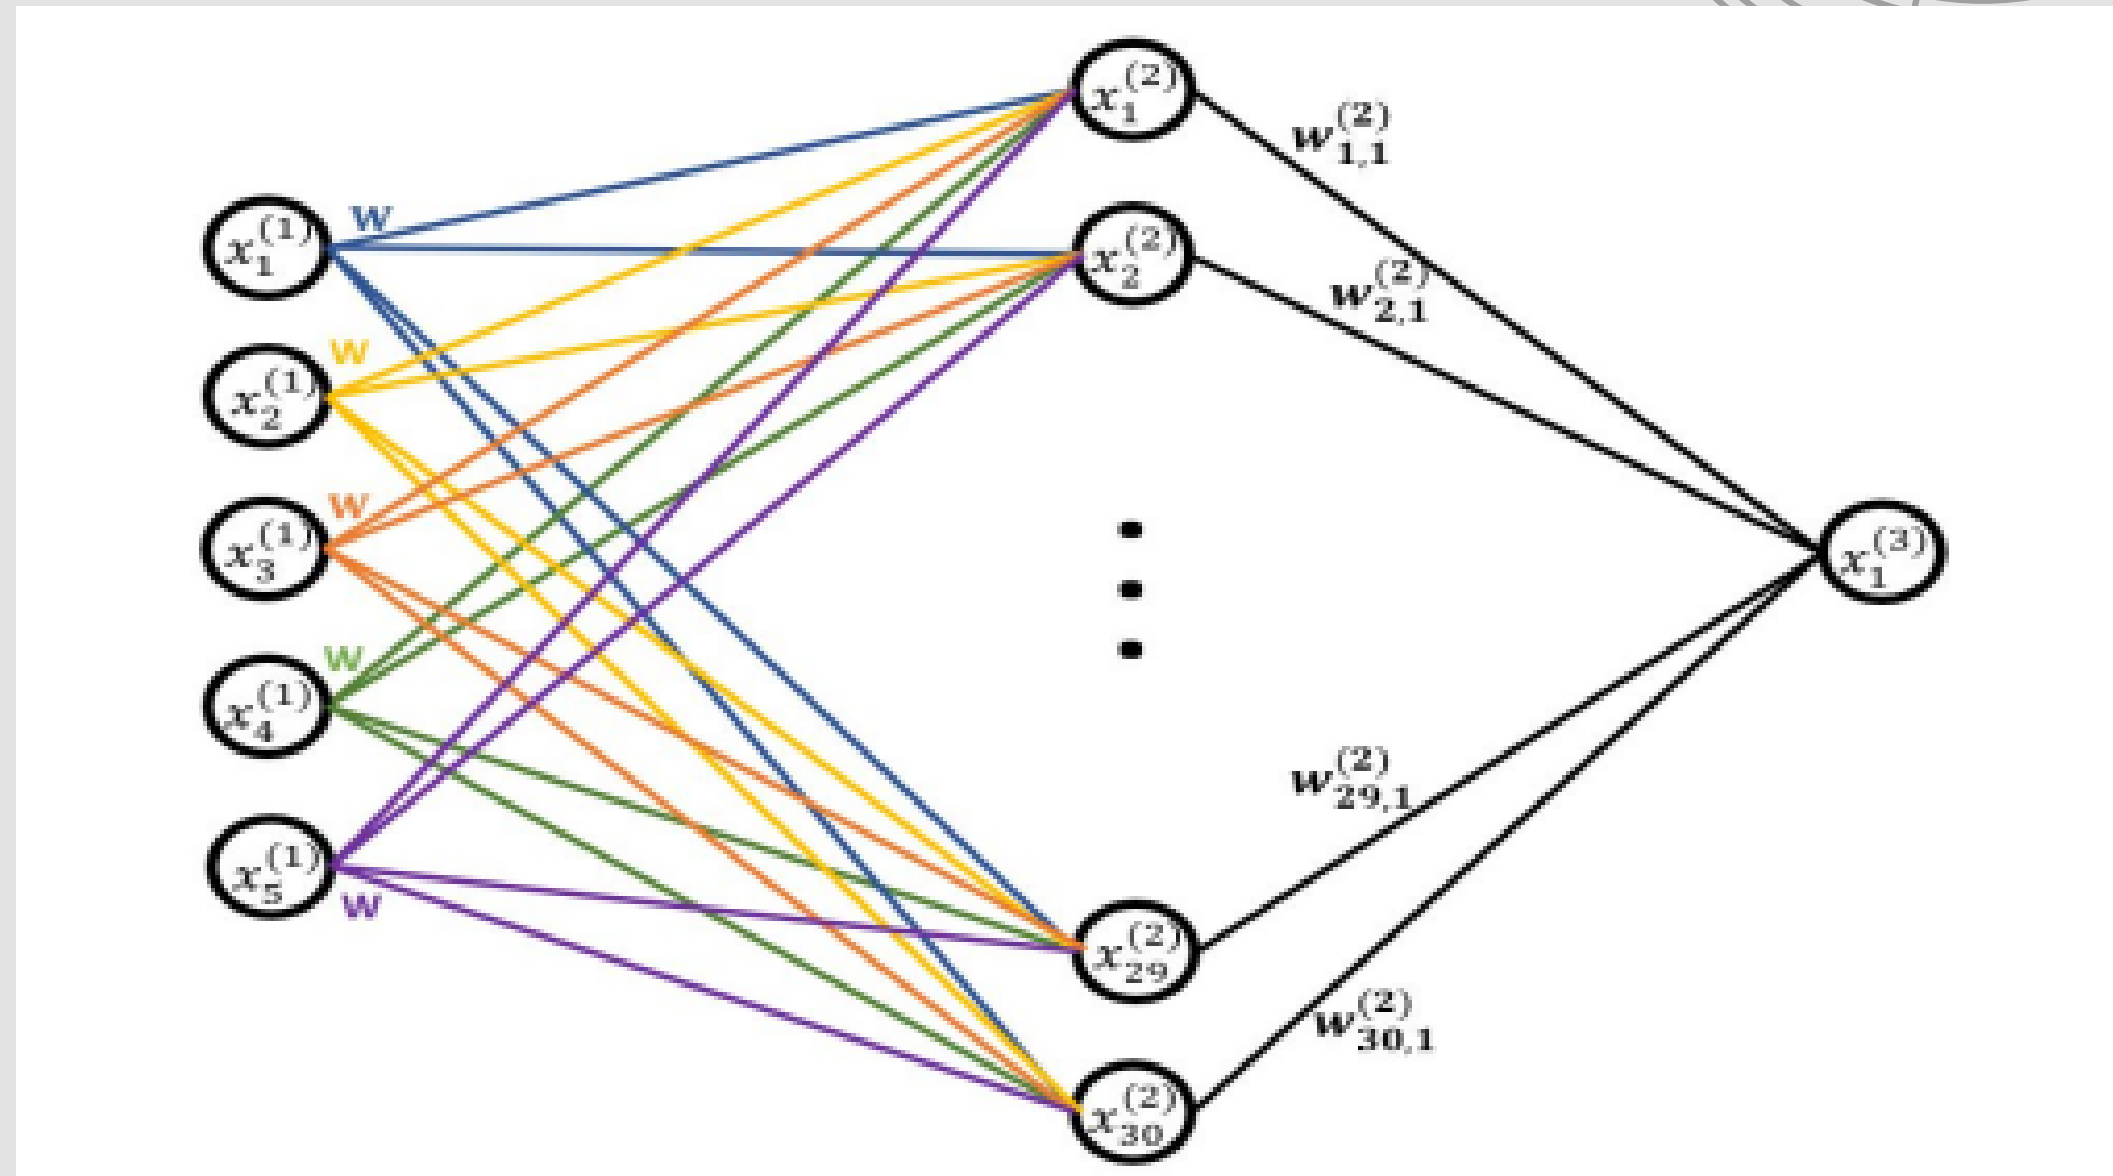 x_1^{(1)}
w
x_2^{(1)}
w
x_3^{(1)}
w
x_4^{(1)}
w
x_5^{(1)}
w
x_1^{(2)}
x_2^{(2)}
x_{29}^{(2)}
x_{30}^{(2)}
w_{1,1}^{(2)}
w_{2,1}^{(2)}
w_{29,1}^{(2)}
w_{30,1}^{(2)}
x_1^{(3)}